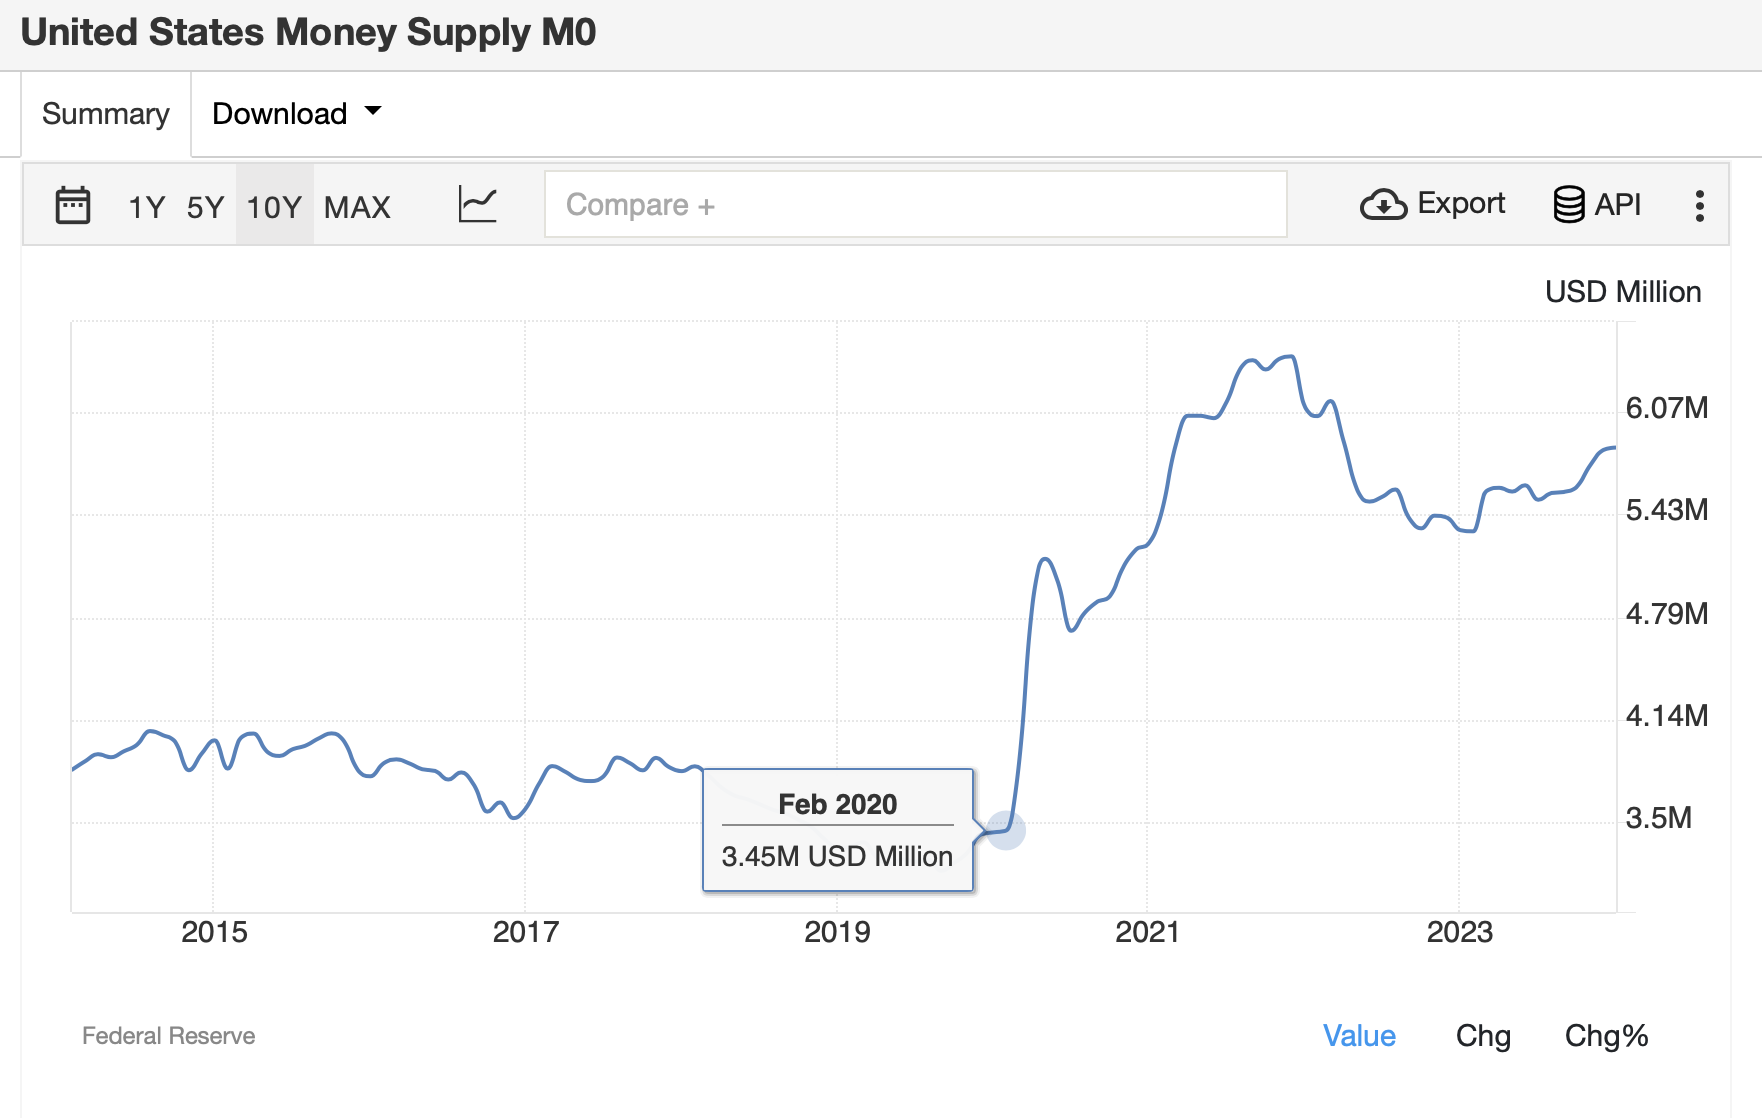 United States Money Supply M0
Summary Download
1Y 5Y 10Y MAX Compare + Export API
USD Million
6.07M
5.43M
4.79M
4.14M
3.5M
Feb 2020
3.45M USD Million
2015 2017 2019 2021 2023
Federal Reserve Value Chg Chg%